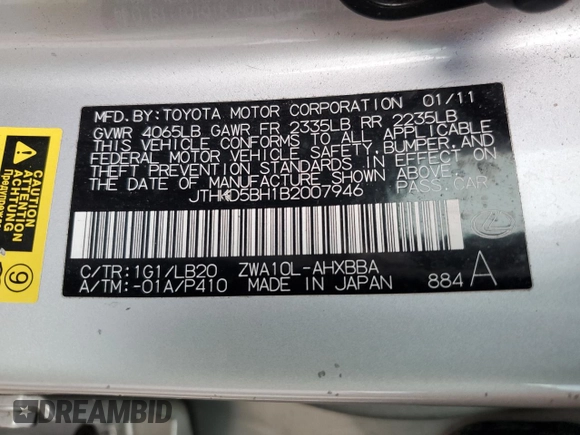 MFD. BY: TOYOTA MOTOR CORPORATION 01/11
GVWR 4065LB GAWR FR 2335LB RR 2235LB
THIS VEHICLE CONFORMS TO ALL APPLICABLE
FEDERAL MOTOR VEHICLE SAFETY, BUMPER, AND
THEFT PREVENTION STANDARDS IN EFFECT ON
THE DATE OF MANUFACTURE SHOWN ABOVE.
JTHKD5BH1B2007946 PASS. CAR
C/TR: 1G1/LB20 ZWA10L-AHXBBA
A/TM: -01A/P410 MADE IN JAPAN 884 A
ACHTUNG
ATTENTION
9
DREAMBID